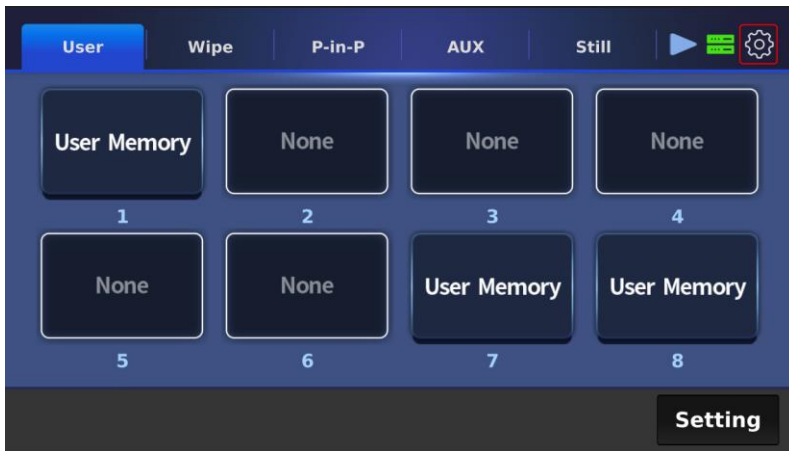 User Wipe P-in-P AUX Still
User Memory None None None
1 2 3 4
None None User Memory User Memory
5 6 7 8
Setting